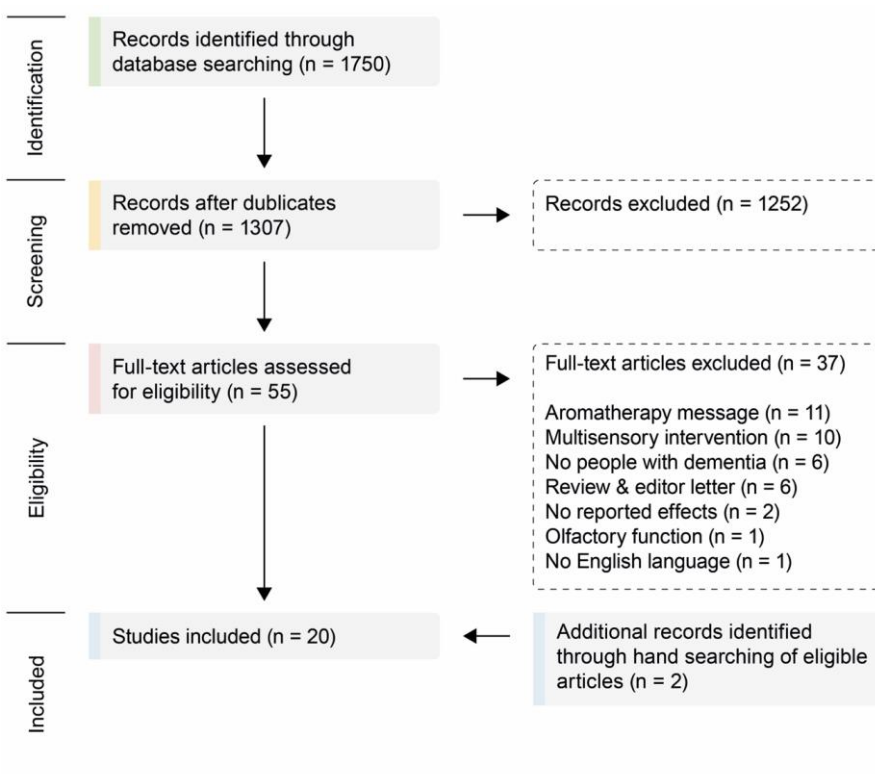 Identification
Records identified through
database searching (n = 1750)
Screening
Records after dublicates
removed (n = 1307)
Records excluded (n = 1252)
Eligibility
Full-text articles assessed
for eligibility (n = 55)
Full-text articles excluded (n = 37)
Aromatherapy message (n = 11)
Multisensory intervention (n = 10)
No people with dementia (n = 6)
Review & editor letter (n = 6)
No reported effects (n = 2)
Olfactory function (n = 1)
No English language (n = 1)
Included
Studies included (n = 20)
Additional records identified
through hand searching of eligible
articles (n = 2)